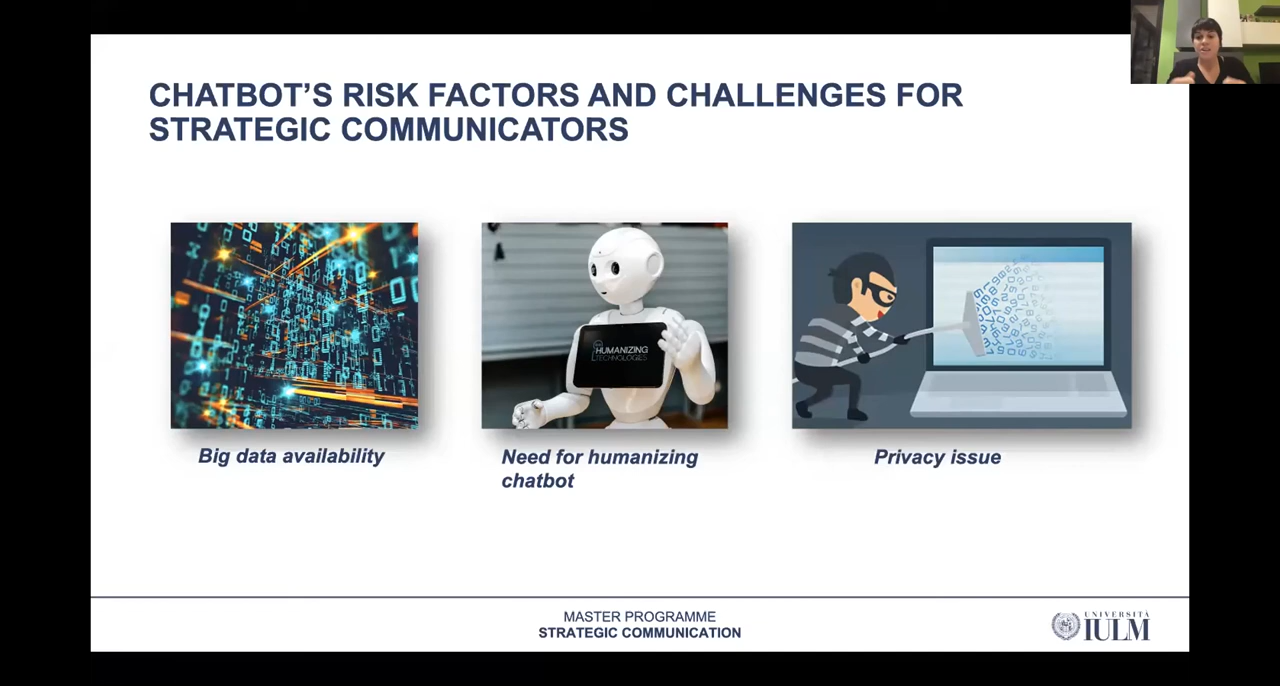 CHATBOT'S RISK FACTORS AND CHALLENGES FOR
STRATEGIC COMMUNICATORS
HUMANIZING
TECHNOLOGIES
Big data availability
Need for humanizing
chatbot
Privacy issue
MASTER PROGRAMME
STRATEGIC COMMUNICATION
UNIVERSITÀ
IULM